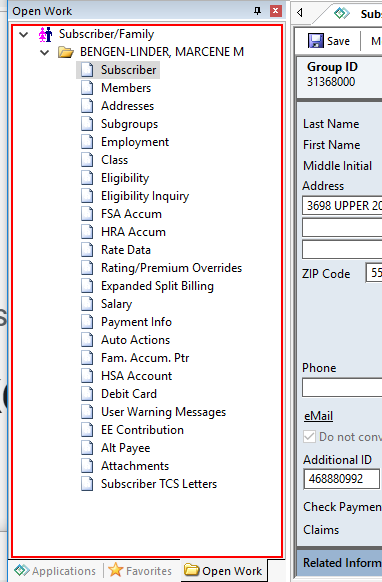 Open Work
Subscriber/Family
BENGEN-LINDER, MARCENE M
Subscriber
Members
Addresses
Subgroups
Employment
Class
Eligibility
Eligibility Inquiry
FSA Accum
HRA Accum
Rate Data
Rating/Premium Overrides
Expanded Split Billing
Salary
Payment Info
Auto Actions
Fam. Accum. Ptr
HSA Account
Debit Card
User Warning Messages
EE Contribution
Alt Payee
Attachments
Subscriber TCS Letters
Applications
Favorites
Open Work
Subs
Save
M
Group ID
31368000
Last Name
First Name
Middle Initial
Address
3698 UPPER 20
ZIP Code
55
Phone
eMail
Do not conv
Additional ID
468880992
Check Paymen
Claims
Related Inform